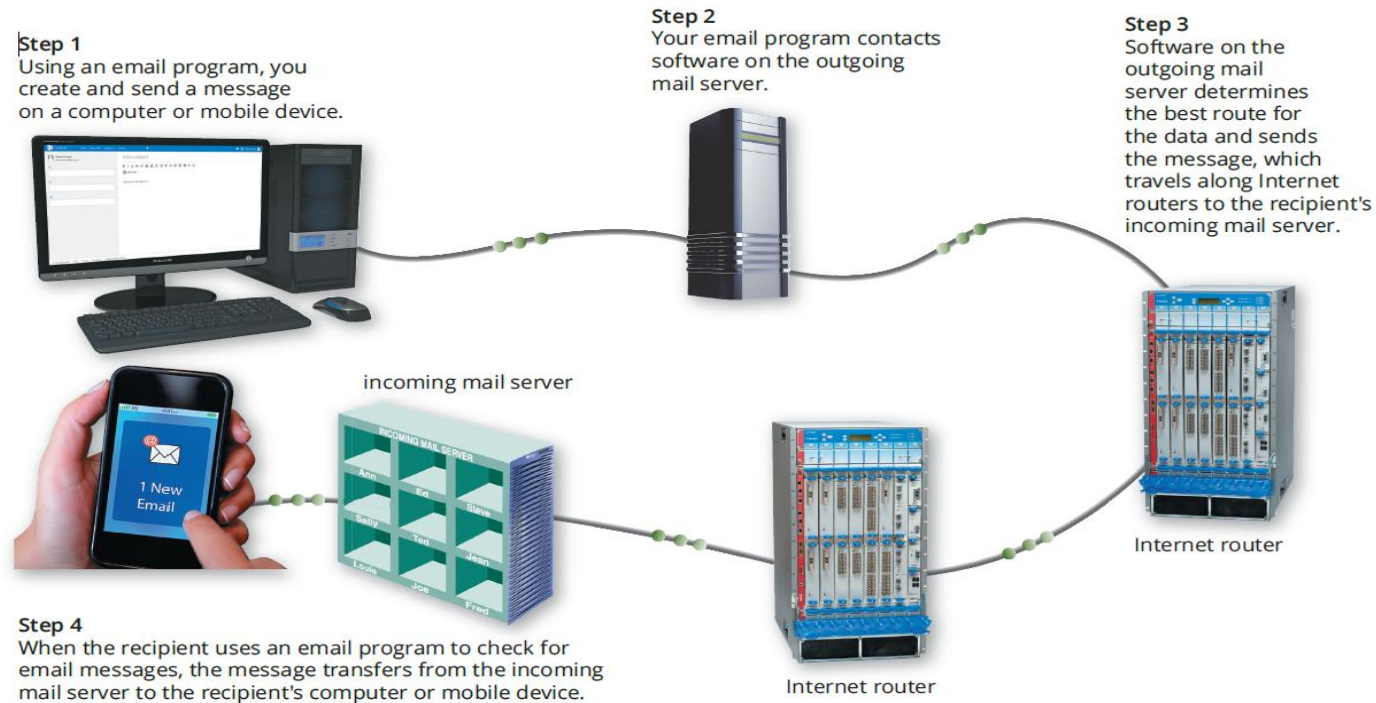 Step 1
Using an email program, you
create and send a message
on a computer or mobile device.
Step 2
Your email program contacts
software on the outgoing
mail server.
Step 3
Software on the
outgoing mail
server determines
the best route for
the data and sends
the message, which
travels along Internet
routers to the recipient's
incoming mail server.
incoming mail server
INCOMING MAIL SERVER
Ann
Ed
Steve
Sally
Ted
Jean
Louie
Joe
Fred
1 New
Email
Internet router
Internet router
Step 4
When the recipient uses an email program to check for
email messages, the message transfers from the incoming
mail server to the recipient's computer or mobile device.